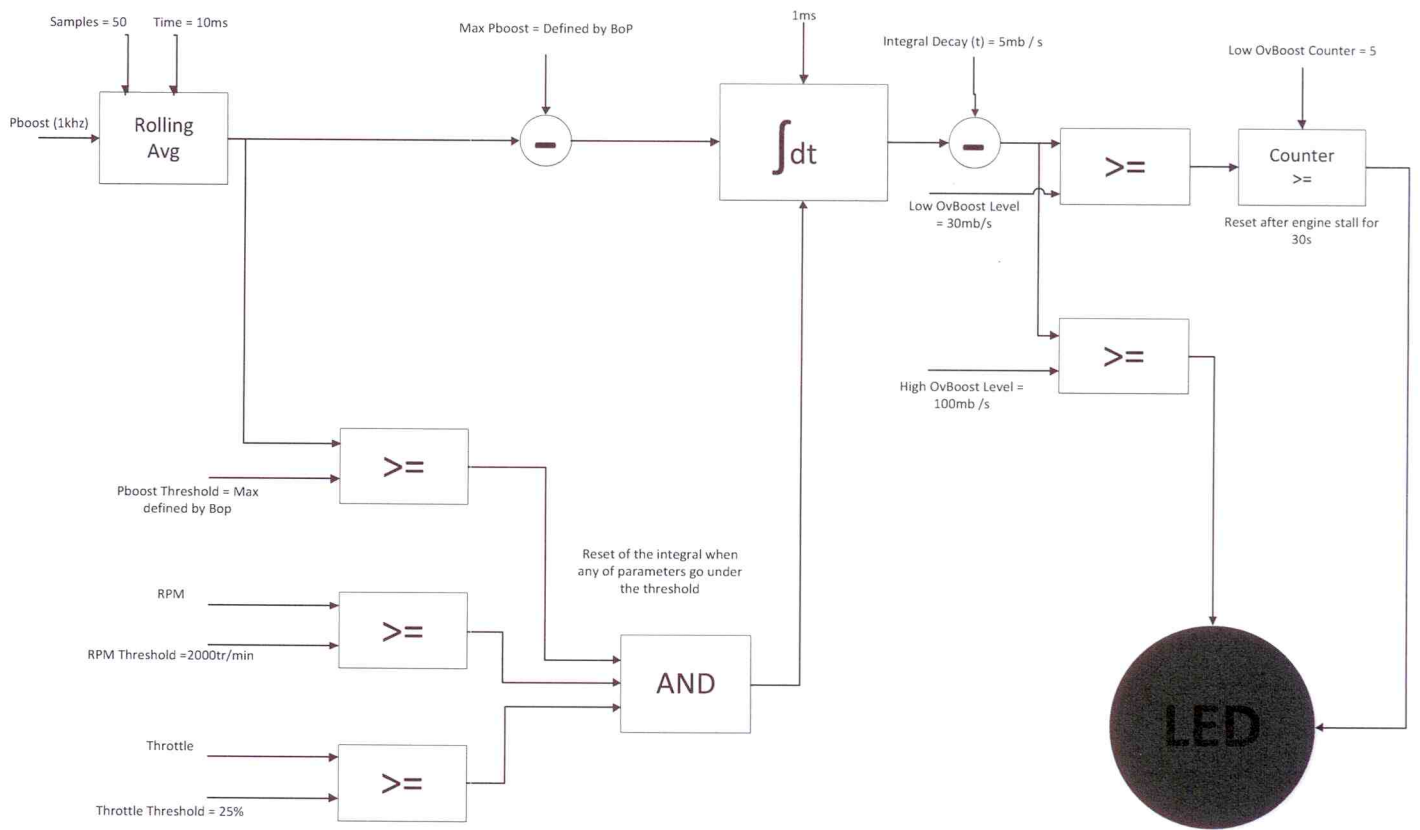 Samples = 50
Time = 10ms
Pboost (1khz)
Rolling
Avg
Max Pboost = Defined by BoP
-
1ms
∫dt
Integral Decay (t) = 5mb / s
-
Low OvBoost Level
= 30mb/s
>=
Low OvBoost Counter = 5
Counter
>=
Reset after engine stall for
30s
High OvBoost Level =
100mb /s
>=
Pboost Threshold = Max
defined by Bop
>=
RPM
RPM Threshold =2000tr/min
>=
Throttle
Throttle Threshold = 25%
>=
Reset of the integral when
any of parameters go under
the threshold
AND
LED